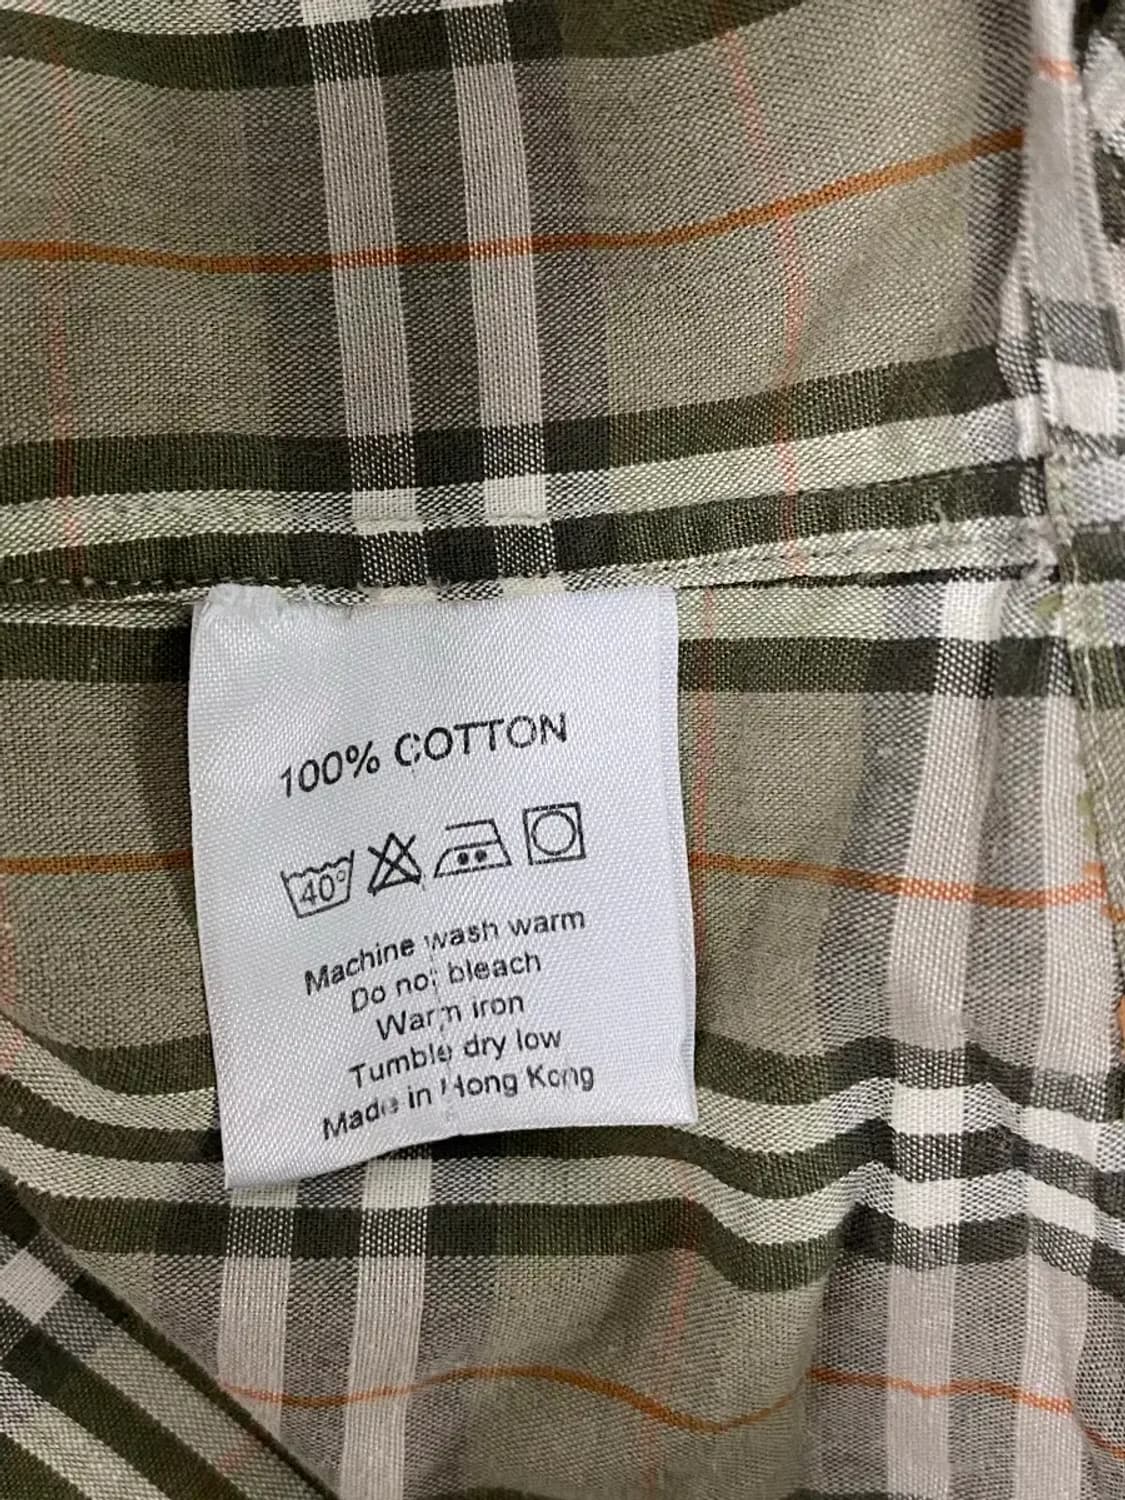 100% COTTON
40°
Machine wash warm
Do not bleach
Warm iron
Tumble dry low
Made in Hong Kong